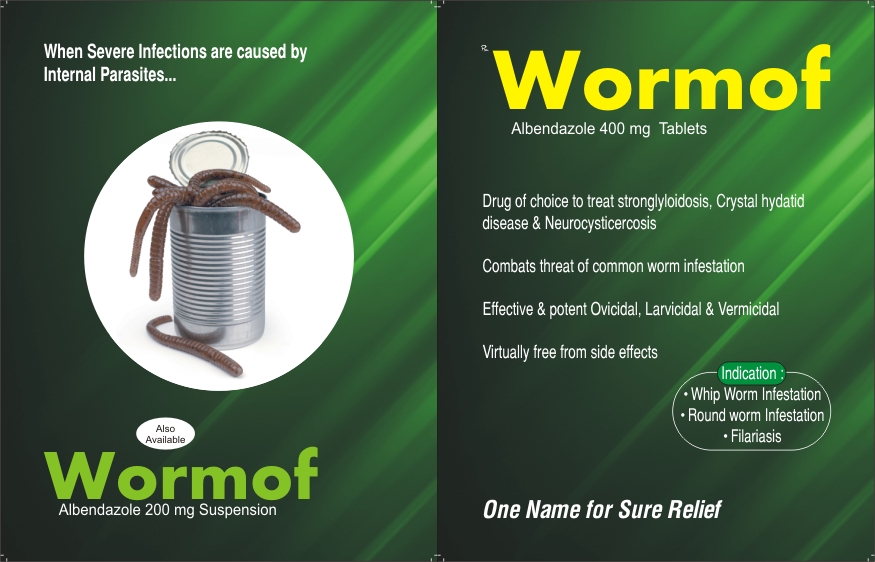 When Severe Infections are caused by
Internal Parasites...
Also
Available
Wormof
Albendazole 200 mg Suspension
R
Wormof
Albendazole 400 mg Tablets
Drug of choice to treat stronglyloidosis, Crystal hydatid
disease & Neurocysticercosis
Combats threat of common worm infestation
Effective & potent Ovicidal, Larvicidal & Vermicidal
Virtually free from side effects
Indication :
• Whip Worm Infestation
• Round worm Infestation
• Filariasis
One Name for Sure Relief